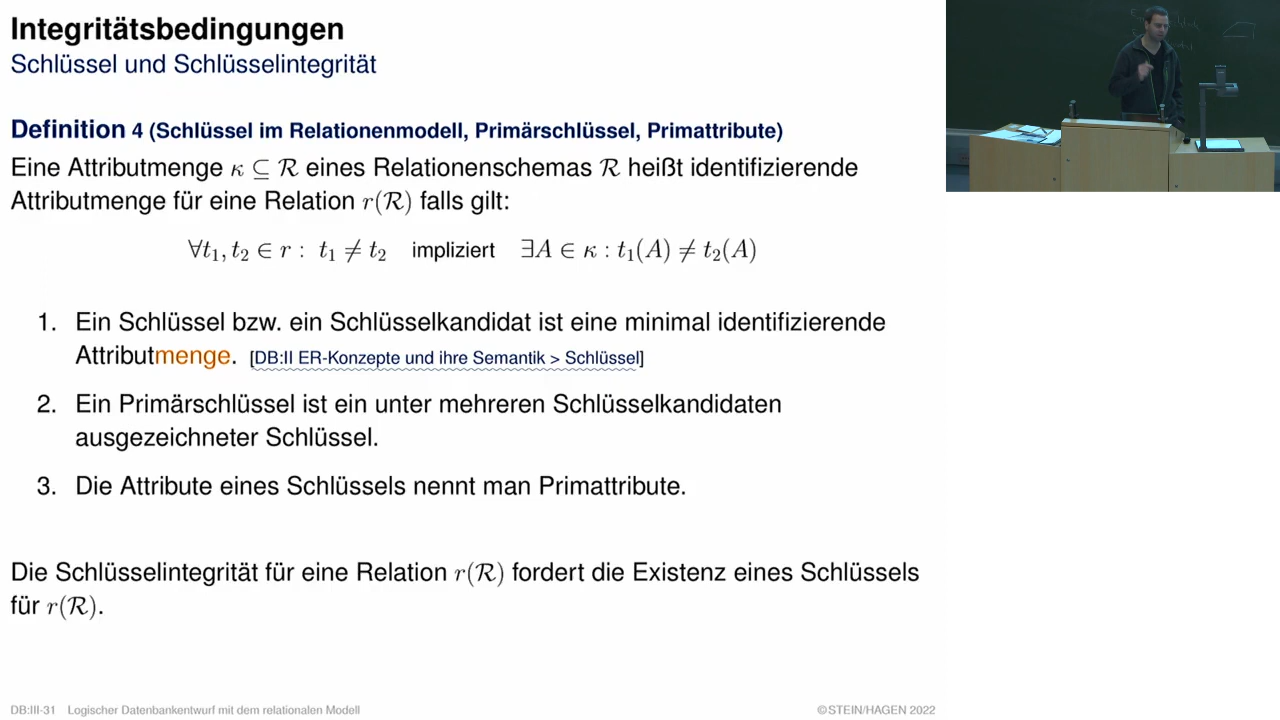 Integritätsbedingungen
Schlüssel und Schlüsselintegrität
Definition 4 (Schlüssel im Relationenmodell, Primärschlüssel, Primattribute)
Eine Attributmenge κ ⊆ R eines Relationenschemas R heißt identifizierende
Attributmenge für eine Relation r(R) falls gilt:
∀t₁, t₂ ∈ r : t₁ ≠ t₂ impliziert ∃A ∈ κ : t₁(A) ≠ t₂(A)
1. Ein Schlüssel bzw. ein Schlüsselkandidat ist eine minimal identifizierende
Attributmenge. [DB:II ER-Konzepte und ihre Semantik > Schlüssel]
2. Ein Primärschlüssel ist ein unter mehreren Schlüsselkandidaten
ausgezeichneter Schlüssel.
3. Die Attribute eines Schlüssels nennt man Primattribute.
Die Schlüsselintegrität für eine Relation r(R) fordert die Existenz eines Schlüssels
für r(R).
DB:III-31 Logischer Datenbankentwurf mit dem relationalen Modell
©STEIN/HAGEN 2022